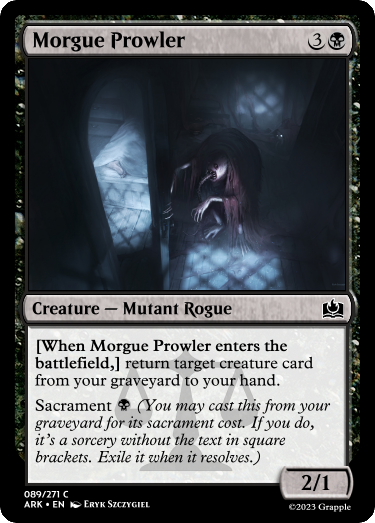 Morgue Prowler 3
Creature — Mutant Rogue
[When Morgue Prowler enters the
battlefield,] return target creature card
from your graveyard to your hand.
Sacrament (You may cast this from your
graveyard for its sacrament cost. If you do,
it's a sorcery without the text in square
brackets. Exile it when it resolves.)
2/1
089/271 C
ARK • EN Eryk Szczygieł
©2023 Grapple